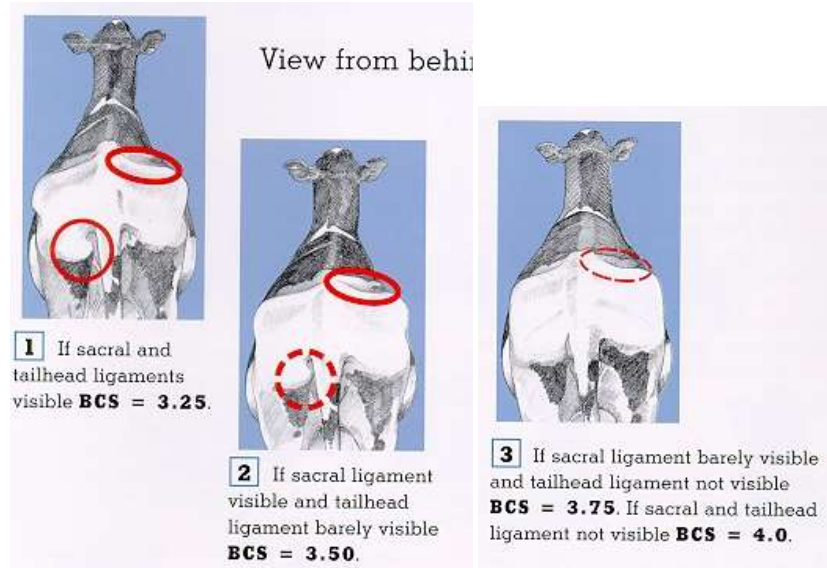 View from behi
1 If sacral and
tailhead ligaments
visible BCS = 3.25.
2 If sacral ligament
visible and tailhead
ligament barely visible
BCS = 3.50.
3 If sacral ligament barely visible
and tailhead ligament not visible
BCS = 3.75. If sacral and tailhead
ligament not visible BCS = 4.0.